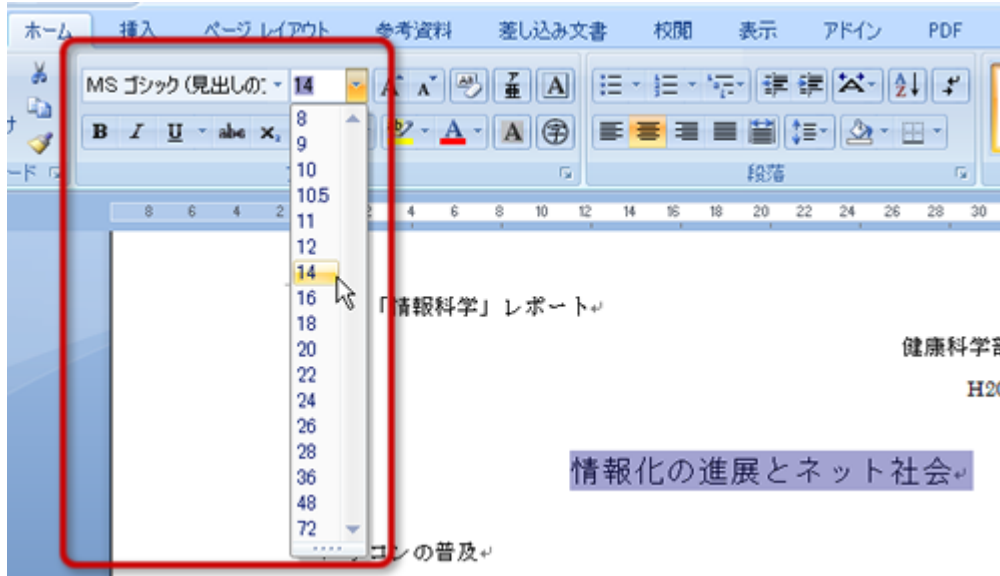 ホーム 挿入 ページ レイアウト 参考資料 差し込み文書 校閲 表示 アドイン PDF
MS ゴシック (見出しの: 14
B I U abe x
A
段落
8 6 4 2 2 4 6 8 10 12 14 16 18 20 22 24 26 28 30
8
9
10
10.5
11
12
14
16
18
20
22
24
26
28
36
48
72
「情報科学」レポート
健康科学部
H20
情報化の進展とネット社会
コンの普及